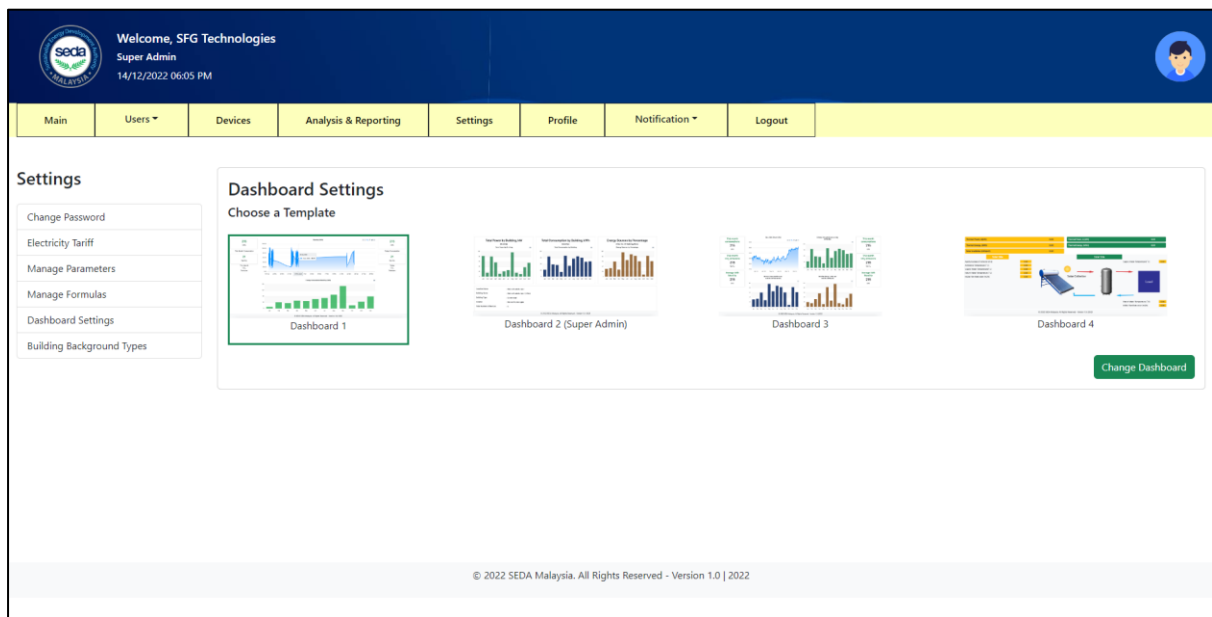 seda
MALAYSIA
Welcome, SFG Technologies
Super Admin
14/12/2022 06:05 PM
Main
Users
Devices
Analysis & Reporting
Settings
Profile
Notification
Logout
Settings
Change Password
Electricity Tariff
Manage Parameters
Manage Formulas
Dashboard Settings
Building Background Types
Dashboard Settings
Choose a Template
Dashboard 1
Dashboard 2 (Super Admin)
Dashboard 3
Dashboard 4
Change Dashboard
© 2022 SEDA Malaysia. All Rights Reserved - Version 1.0 | 2022